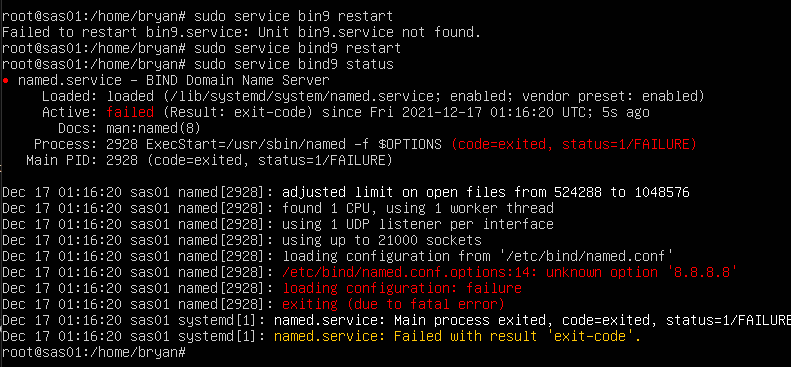 root@sas01:/home/bryan# sudo service bin9 restart
Failed to restart bin9.service: Unit bin9.service not found.
root@sas01:/home/bryan# sudo service bind9 restart
root@sas01:/home/bryan# sudo service bind9 status
● named.service - BIND Domain Name Server
Loaded: loaded (/lib/systemd/system/named.service; enabled; vendor preset: enabled)
Active: failed (Result: exit-code) since Fri 2021-12-17 01:16:20 UTC; 5s ago
Docs: man:named(8)
Process: 2928 ExecStart=/usr/sbin/named -f $OPTIONS (code=exited, status=1/FAILURE)
Main PID: 2928 (code=exited, status=1/FAILURE)
Dec 17 01:16:20 sas01 named[2928]: adjusted limit on open files from 524288 to 1048576
Dec 17 01:16:20 sas01 named[2928]: found 1 CPU, using 1 worker thread
Dec 17 01:16:20 sas01 named[2928]: using 1 UDP listener per interface
Dec 17 01:16:20 sas01 named[2928]: using up to 21000 sockets
Dec 17 01:16:20 sas01 named[2928]: loading configuration from '/etc/bind/named.conf'
Dec 17 01:16:20 sas01 named[2928]: /etc/bind/named.conf.options:14: unknown option '8.8.8.8'
Dec 17 01:16:20 sas01 named[2928]: loading configuration: failure
Dec 17 01:16:20 sas01 named[2928]: exiting (due to fatal error)
Dec 17 01:16:20 sas01 systemd[1]: named.service: Main process exited, code=exited, status=1/FAILURE
Dec 17 01:16:20 sas01 systemd[1]: named.service: Failed with result 'exit-code'.
root@sas01:/home/bryan#